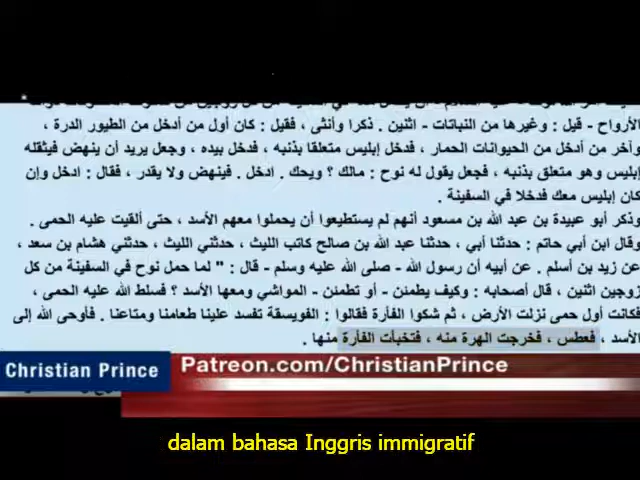 الأرواح - قيل : وغيرها من النباتات - اثنين . ذكرا وأنثى ، فقيل : كان أول من أدخل من الطيور الدرة ،
وآخر من أدخل من الحيوانات الحمار ، فدخل إبليس متعلقا بذنبه ، فدخل بيده ، وجعل يريد أن ينهض فيثقله
إبليس وهو متعلق بذنبه ، فجعل يقول له نوح : مالك ؟ ويحك . ادخل . فينهض ولا يقدر ، فقال : ادخل وإن
كان إبليس معك فدخلا في السفينة .
وذكر أبو عبيدة بن عبد الله بن مسعود أنهم لم يستطيعوا أن يحملوا معهم الأسد ، حتى ألقيت عليه الحمى .
وقال ابن أبي حاتم : حدثنا أبي ، حدثنا عبد الله بن صالح كاتب الليث ، حدثني الليث ، حدثني هشام بن سعد ،
عن زيد بن أسلم . عن أبيه أن رسول الله - صلى الله عليه وسلم - قال : " لما حمل نوح في السفينة من كل
زوجين اثنين ، قال أصحابه : وكيف يطمئن - أو تطمئن - المواشي ومعها الأسد ؟ فسلط الله عليه الحمى ،
فكانت أول حمى نزلت الأرض ، ثم شكوا الفأرة فقالوا : الفويسقة تفسد علينا طعامنا ومتاعنا . فأوحى الله إلى
الأسد ، فعطس ، فخرجت الهرة منه ، فتخبأت الفأرة منها .
Christian Prince
Patreon.com/ChristianPrince
dalam bahasa Inggris immigratif